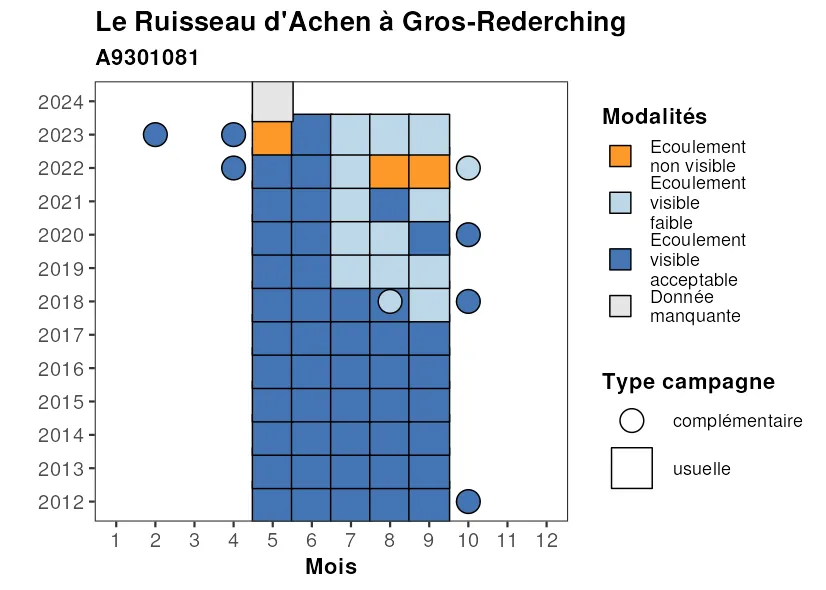 Le Ruisseau d'Achen à Gros-Rederching
A9301081
2024
2023
2022
2021
2020
2019
2018
2017
2016
2015
2014
2013
2012
1 2 3 4 5 6 7 8 9 10 11 12
Mois
Modalités
Ecoulement
non visible
Ecoulement
visible
faible
Ecoulement
visible
acceptable
Donnée
manquante
Type campagne
complémentaire
usuelle